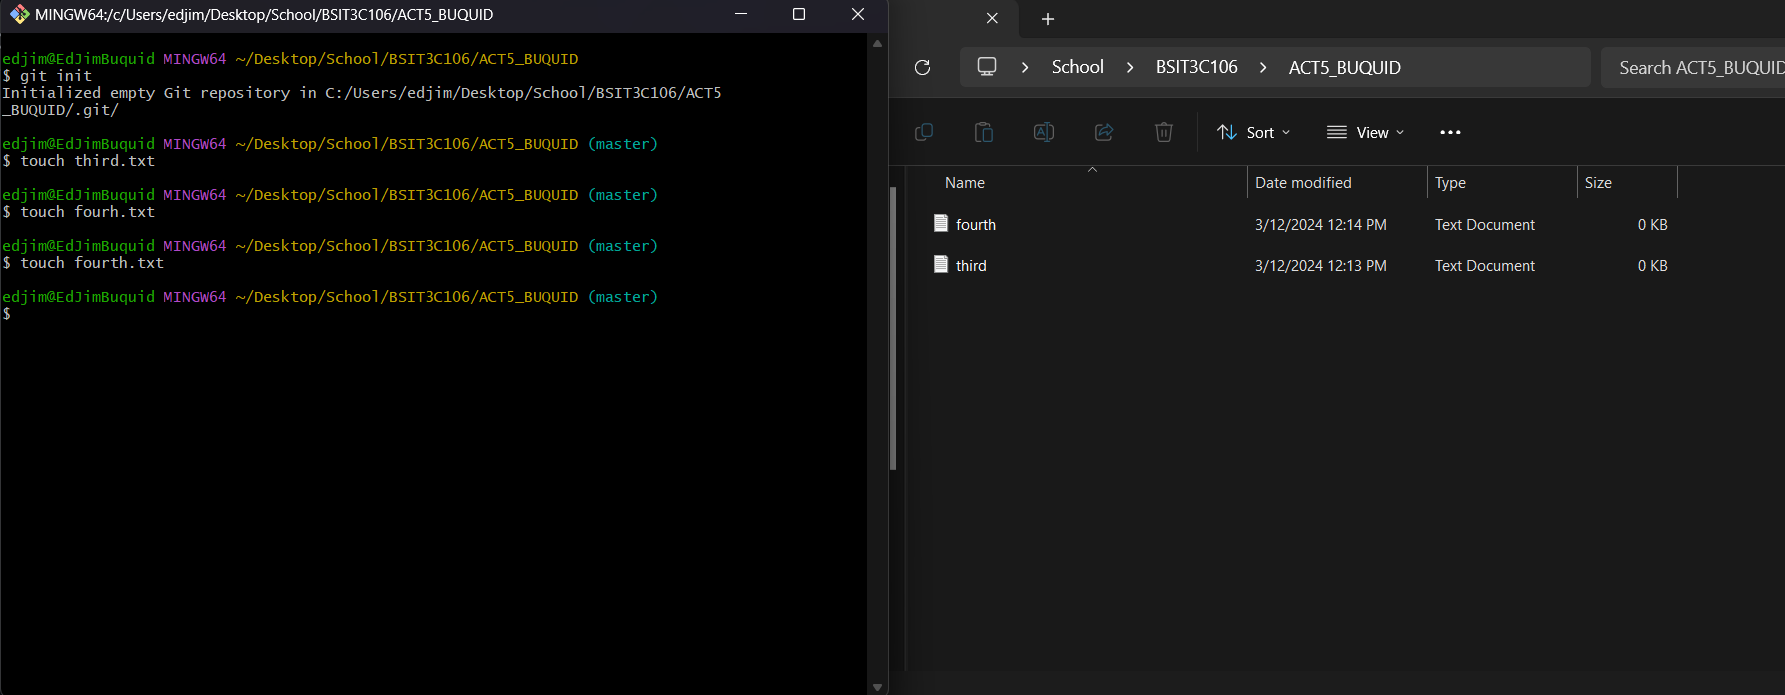 MINGW64:/c/Users/edjim/Desktop/School/BSIT3C106/ACT5_BUQUID
edjim@EdJimBuquid MINGW64 ~/Desktop/School/BSIT3C106/ACT5_BUQUID
$ git init
Initialized empty Git repository in C:/Users/edjim/Desktop/School/BSIT3C106/ACT5
_BUQUID/.git/
edjim@EdJimBuquid MINGW64 ~/Desktop/School/BSIT3C106/ACT5_BUQUID (master)
$ touch third.txt
edjim@EdJimBuquid MINGW64 ~/Desktop/School/BSIT3C106/ACT5_BUQUID (master)
$ touch fourh.txt
edjim@EdJimBuquid MINGW64 ~/Desktop/School/BSIT3C106/ACT5_BUQUID (master)
$ touch fourth.txt
edjim@EdJimBuquid MINGW64 ~/Desktop/School/BSIT3C106/ACT5_BUQUID (master)
$
School > BSIT3C106 > ACT5_BUQUID
Search ACT5_BUQUID
Sort View
Name Date modified Type Size
fourth 3/12/2024 12:14 PM Text Document 0 KB
third 3/12/2024 12:13 PM Text Document 0 KB